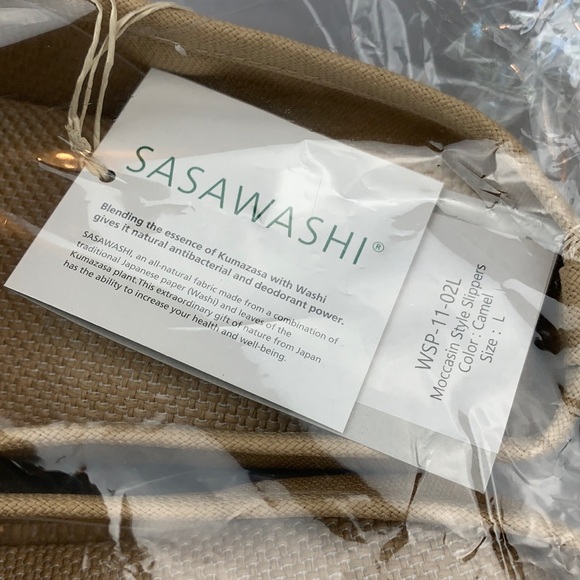 SASAWASHI®
Blending the essence of Kumazasa with Washi
gives it natural antibacterial and deodorant power.
SASAWASHI, an all-natural fabric made from a combination of
traditional Japanese paper (Washi) and leaves of the
Kumazasa plant.This extraordinary gift of nature from Japan
has the ability to increase your health and well-being.
WSP-11-02L
Moccasin Style Slippers
Color : Camel
Size : L